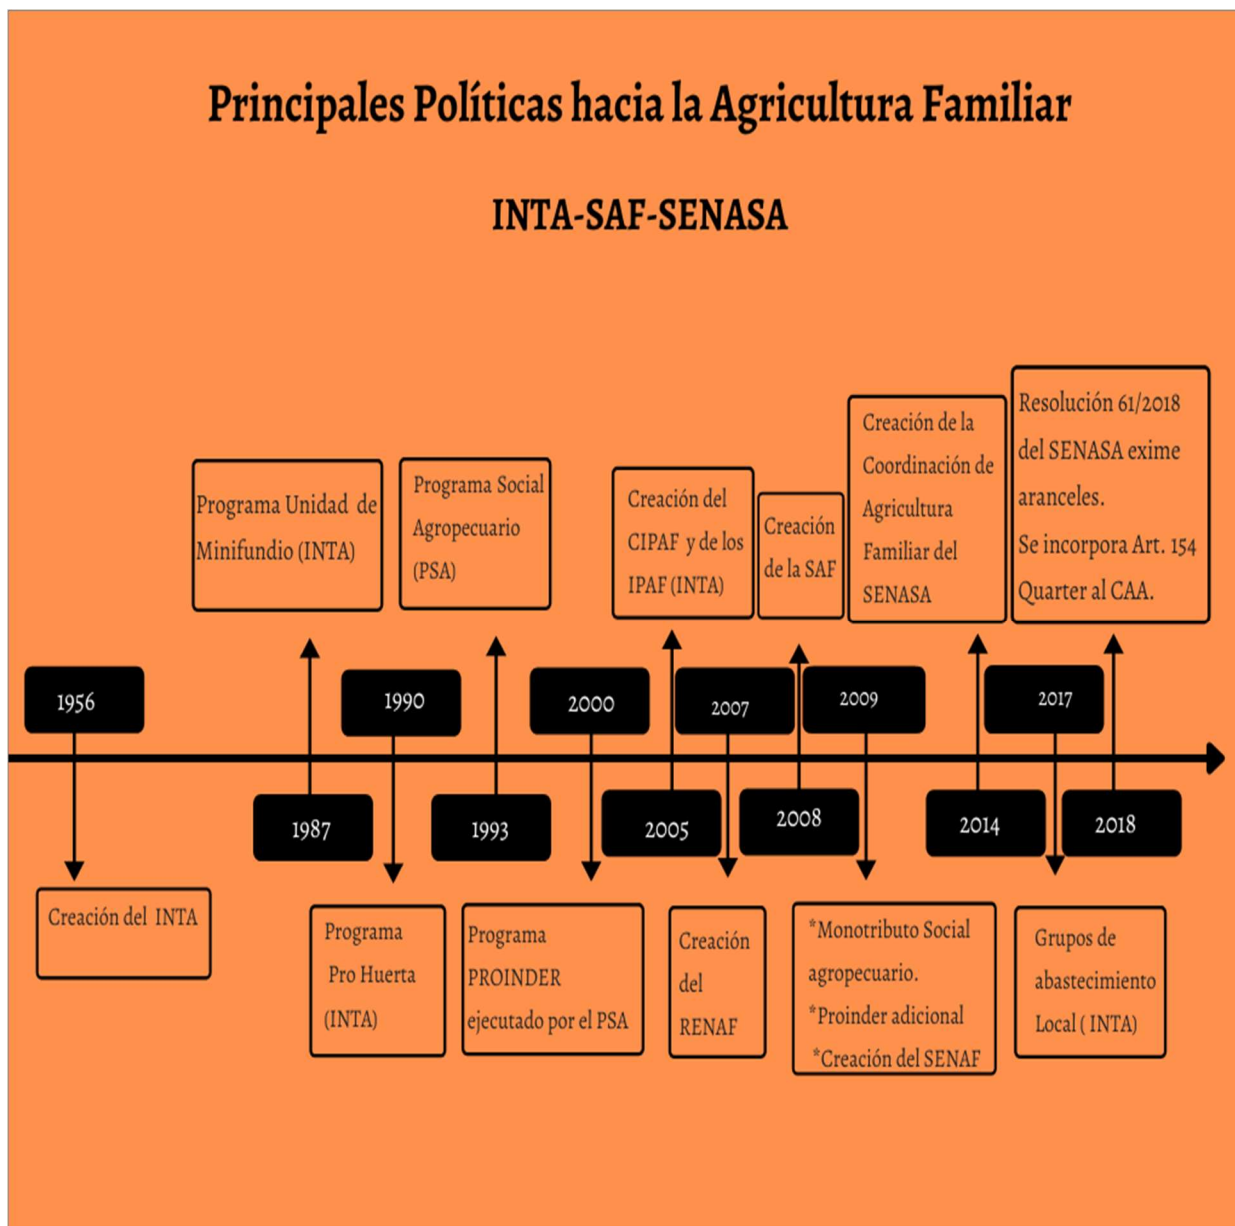 Principales Políticas hacia la Agricultura Familiar
INTA-SAF-SENASA
Programa Unidad de
Minifundio (INTA)
Programa Social
Agropecuario
(PSA)
Creación del
CIPAF y de los
IPAF (INTA)
Creación
de la SAF
Creación de la
Coordinación de
Agricultura
Familiar del
SENASA
Resolución 61/2018
del SENASA exime
aranceles.
Se incorpora Art. 154
Quarter al CAA.
1956
1990
2000
2007
2009
2017
1987
1993
2005
2008
2014
2018
Creación del INTA
Programa
Pro Huerta
(INTA)
Programa
PROINDER
ejecutado por el PSA
Creación
del
RENAF
*Monotributo Social
agropecuario.
*Proinder adicional
*Creación del SENAF
Grupos de
abastecimiento
Local ( INTA)